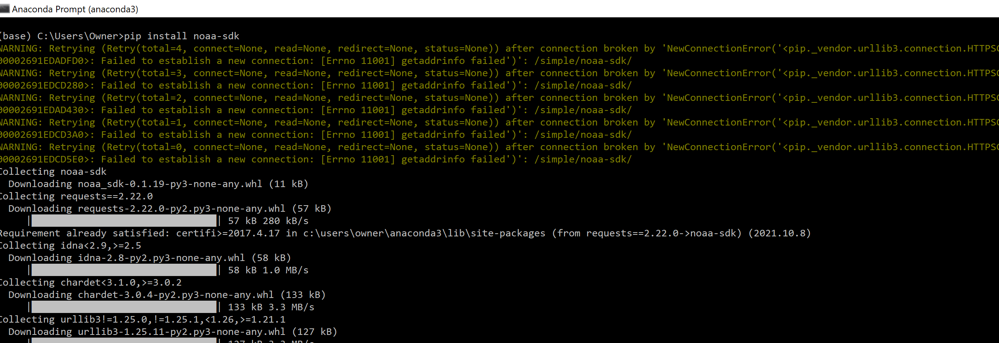 Anaconda Prompt (anaconda3)
(base) C:\Users\Owner>pip install noaa-sdk
WARNING: Retrying (Retry(total=4, connect=None, read=None, redirect=None, status=None)) after connection broken by 'NewConnectionError('<pip._vendor.urllib3.connection.HTTPSC
00002691EDADFD0>: Failed to establish a new connection: [Errno 11001] getaddrinfo failed')': /simple/noaa-sdk/
WARNING: Retrying (Retry(total=3, connect=None, read=None, redirect=None, status=None)) after connection broken by 'NewConnectionError('<pip._vendor.urllib3.connection.HTTPSC
00002691EDCD280>: Failed to establish a new connection: [Errno 11001] getaddrinfo failed')': /simple/noaa-sdk/
WARNING: Retrying (Retry(total=2, connect=None, read=None, redirect=None, status=None)) after connection broken by 'NewConnectionError('<pip._vendor.urllib3.connection.HTTPSC
00002691EDAD430>: Failed to establish a new connection: [Errno 11001] getaddrinfo failed')': /simple/noaa-sdk/
WARNING: Retrying (Retry(total=1, connect=None, read=None, redirect=None, status=None)) after connection broken by 'NewConnectionError('<pip._vendor.urllib3.connection.HTTPSC
00002691EDCD3A0>: Failed to establish a new connection: [Errno 11001] getaddrinfo failed')': /simple/noaa-sdk/
WARNING: Retrying (Retry(total=0, connect=None, read=None, redirect=None, status=None)) after connection broken by 'NewConnectionError('<pip._vendor.urllib3.connection.HTTPSC
00002691EDCD5E0>: Failed to establish a new connection: [Errno 11001] getaddrinfo failed')': /simple/noaa-sdk/
Collecting noaa-sdk
Downloading noaa_sdk-0.1.19-py3-none-any.whl (11 kB)
Collecting requests==2.22.0
Downloading requests-2.22.0-py2.py3-none-any.whl (57 kB)
| | 57 kB 280 kB/s
Requirement already satisfied: certifi>=2017.4.17 in c:\users\owner\anaconda3\lib\site-packages (from requests==2.22.0->noaa-sdk) (2021.10.8)
Collecting idna<2.9,>=2.5
Downloading idna-2.8-py2.py3-none-any.whl (58 kB)
| | 58 kB 1.0 MB/s
Collecting chardet<3.1.0,>=3.0.2
Downloading chardet-3.0.4-py2.py3-none-any.whl (133 kB)
| | 133 kB 3.3 MB/s
Collecting urllib3!=1.25.0,!=1.25.1,<1.26,>=1.21.1
Downloading urllib3-1.25.11-py2.py3-none-any.whl (127 kB)